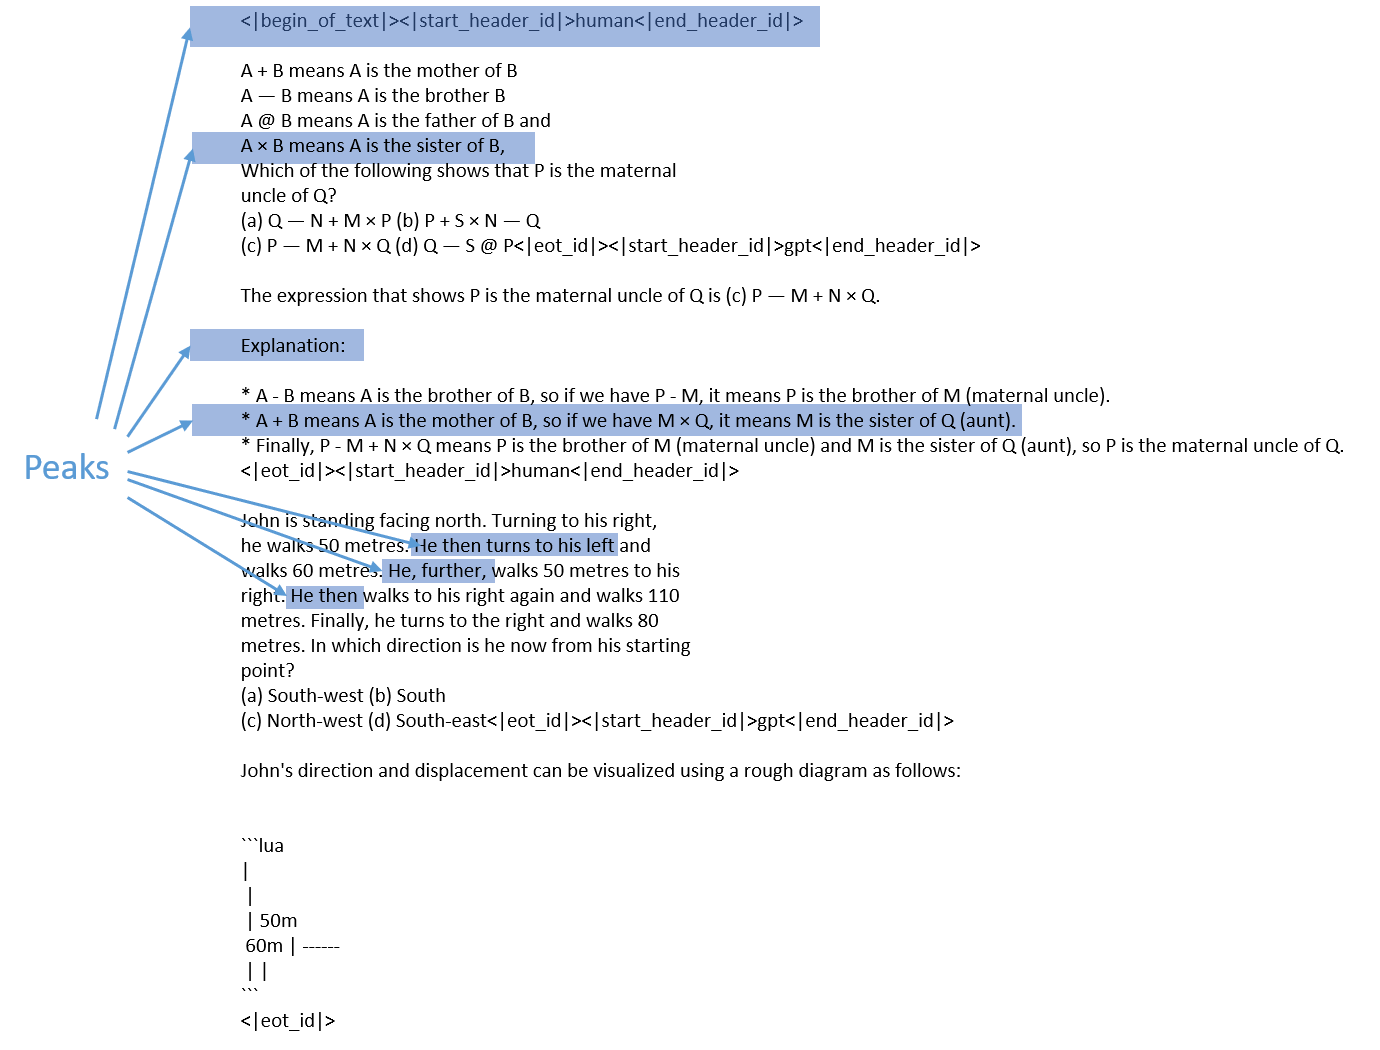 <|begin_of_text|><|start_header_id|>human<|end_header_id|>
A + B means A is the mother of B
A — B means A is the brother B
A @ B means A is the father of B and
A × B means A is the sister of B,
Which of the following shows that P is the maternal
uncle of Q?
(a) Q — N + M × P (b) P + S × N — Q
(c) P — M + N × Q (d) Q — S @ P<|eot_id|><|start_header_id|>gpt<|end_header_id|>
The expression that shows P is the maternal uncle of Q is (c) P — M + N × Q.
Explanation:
* A - B means A is the brother of B, so if we have P - M, it means P is the brother of M (maternal uncle).
* A + B means A is the mother of B, so if we have M × Q, it means M is the sister of Q (aunt).
* Finally, P - M + N × Q means P is the brother of M (maternal uncle) and M is the sister of Q (aunt), so P is the maternal uncle of Q.
<|eot_id|><|start_header_id|>human<|end_header_id|>
Peaks
John is standing facing north. Turning to his right,
he walks 50 metres. He then turns to his left and
walks 60 metres. He, further, walks 50 metres to his
right. He then walks to his right again and walks 110
metres. Finally, he turns to the right and walks 80
metres. In which direction is he now from his starting
point?
(a) South-west (b) South
(c) North-west (d) South-east<|eot_id|><|start_header_id|>gpt<|end_header_id|>
John's direction and displacement can be visualized using a rough diagram as follows:
```lua
|
|
| 50m
60m | ------
| |
```
<|eot_id|>